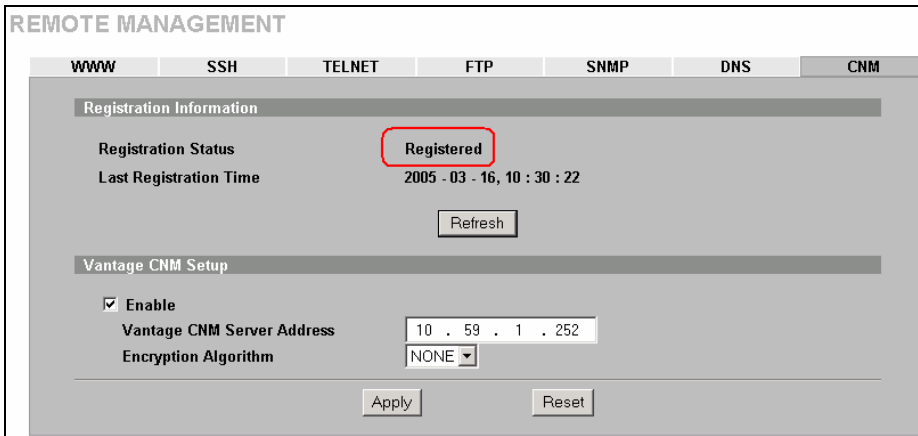 REMOTE MANAGEMENT
WWW SSH TELNET FTP SNMP DNS CNM
Registration Information
Registration Status Registered
Last Registration Time 2005 - 03 - 16, 10 : 30 : 22
Refresh
Vantage CNM Setup
Enable
Vantage CNM Server Address 10 . 59 . 1 . 252
Encryption Algorithm NONE
Apply Reset